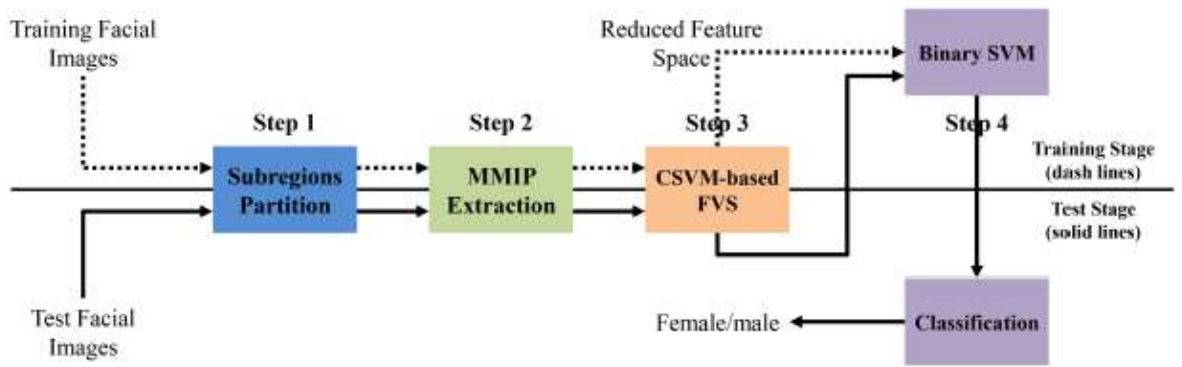 Training Facial
Images
Reduced Feature
Space
Binary SVM
Step 1
Step 2
Step 3
Step 4
Subregions
Partition
MMIP
Extraction
CSVM-based
FVS
Training Stage
(dash lines)
Test Stage
(solid lines)
Test Facial
Images
Female/male
Classification